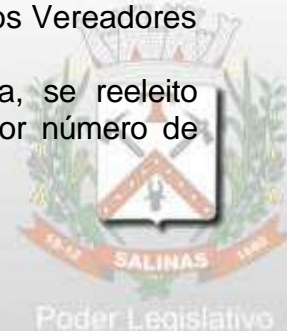 os Vereadores
a, se reeleito
or número de
SALINAS
Poder Legislativo